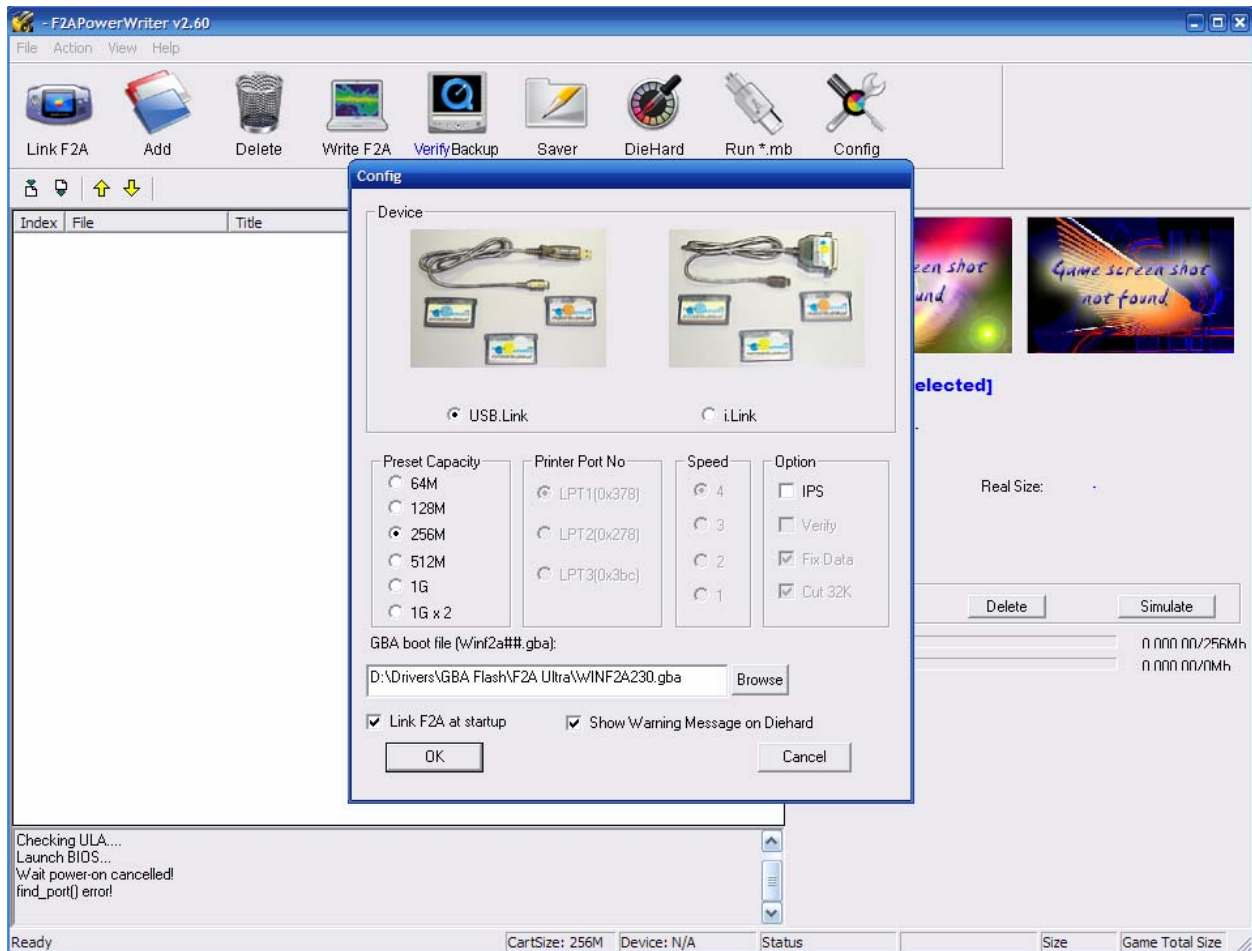 - F2APowerWriter v2.60
File Action View Help
Link F2A Add Delete Write F2A VerifyBackup Saver DieHard Run *.mb Config
Index File Title
Config
Device
USB.Link i.Link
Preset Capacity
64M
128M
256M
512M
1G
1G x 2
Printer Port No
LPT1(0x378)
LPT2(0x278)
LPT3(0x3bc)
Speed
4
3
2
1
Option
IPS
Verify
Fix Data
Cut 32K
GBA boot file (Winf2a##.gba):
D:\Drivers\GBA Flash\F2A Ultra\WINF2A230.gba Browse
Link F2A at startup Show Warning Message on Diehard
OK Cancel
een shot
und
Game screen shot
not found
elected]
-
Real Size: -
Delete Simulate
0.000.00/256Mb
0.000.00/0Mb
Checking ULA....
Launch BIOS...
Wait power-on cancelled!
find_port() error!
Ready CartSize: 256M Device: N/A Status Size Game Total Size